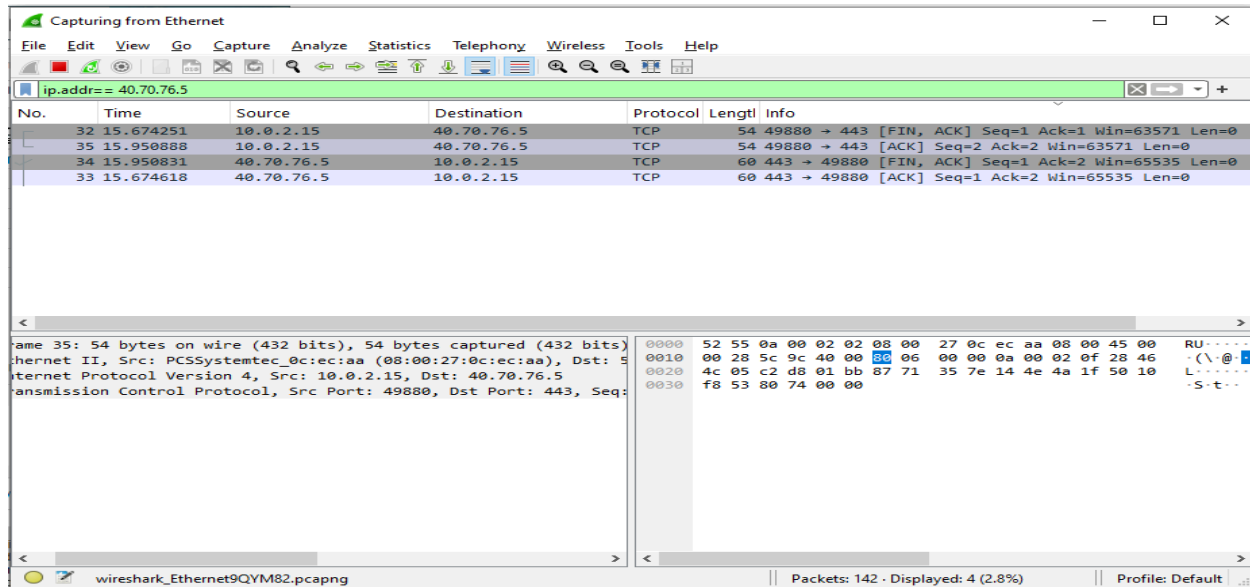 Capturing from Ethernet
File Edit View Go Capture Analyze Statistics Telephony Wireless Tools Help
ip.addr== 40.70.76.5
No. Time Source Destination Protocol Lengtl Info
32 15.674251 10.0.2.15 40.70.76.5 TCP 54 49880 → 443 [FIN, ACK] Seq=1 Ack=1 Win=63571 Len=0
35 15.950888 10.0.2.15 40.70.76.5 TCP 54 49880 → 443 [ACK] Seq=2 Ack=2 Win=63571 Len=0
34 15.950831 40.70.76.5 10.0.2.15 TCP 60 443 → 49880 [FIN, ACK] Seq=1 Ack=2 Win=65535 Len=0
33 15.674618 40.70.76.5 10.0.2.15 TCP 60 443 → 49880 [ACK] Seq=1 Ack=2 Win=65535 Len=0
ame 35: 54 bytes on wire (432 bits), 54 bytes captured (432 bits)
hernet II, Src: PCSSystemtec_0c:ec:aa (08:00:27:0c:ec:aa), Dst: 5
ternet Protocol Version 4, Src: 10.0.2.15, Dst: 40.70.76.5
ansmission Control Protocol, Src Port: 49880, Dst Port: 443, Seq:
0000 52 55 0a 00 02 02 08 00 27 0c ec aa 08 00 45 00 RU·····
0010 00 28 5c 9c 40 00 80 06 00 00 0a 00 02 0f 28 46 ·(\·@··
0020 4c 05 c2 d8 01 bb 87 71 35 7e 14 4e 4a 1f 50 10 L······
0030 f8 53 80 74 00 00 ·S·t··
wireshark_Ethernet9QYM82.pcapng Packets: 142 · Displayed: 4 (2.8%) Profile: Default